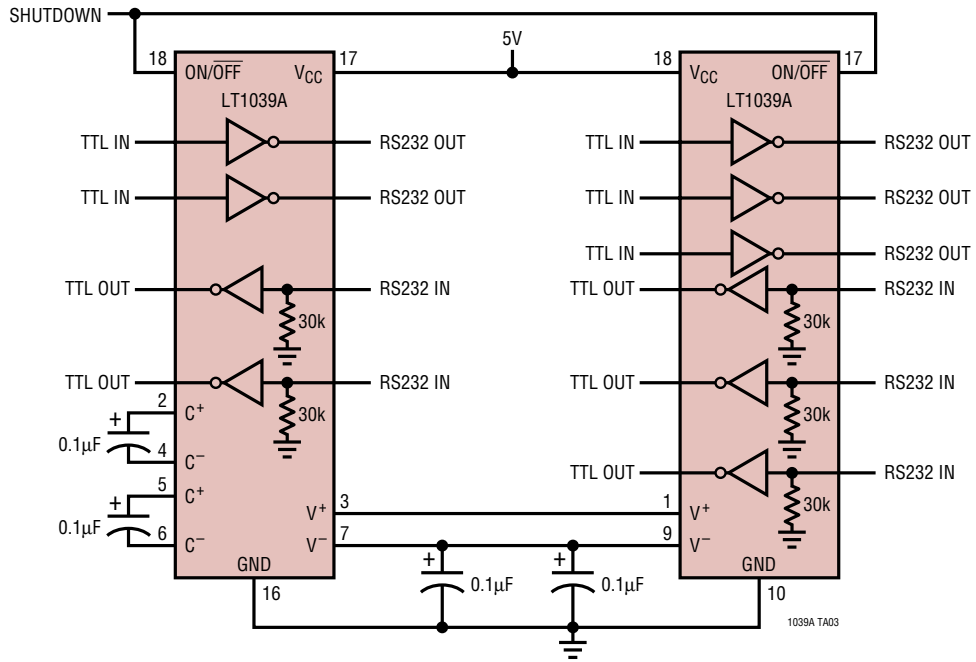 SHUTDOWN
5V
18 ON/OFF VCC 17
18 VCC ON/OFF 17
LT1039A
LT1039A
TTL IN RS232 OUT
TTL IN RS232 OUT
TTL IN RS232 OUT
TTL IN RS232 OUT
TTL IN RS232 OUT
TTL OUT RS232 IN
30k
TTL OUT RS232 IN
30k
TTL OUT RS232 IN
30k
TTL OUT RS232 IN
30k
TTL OUT RS232 IN
30k
2 C+
+
0.1µF
4 C−
5 C+
+
0.1µF
6 C−
V+ 3
1 V+
V− 7
9 V−
+
0.1µF
+
0.1µF
GND
16
GND
10
1039A TA03